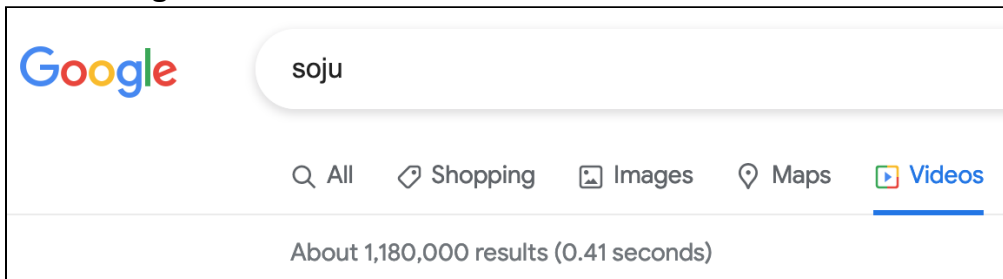 Google
soju
All Shopping Images Maps Videos
About 1,180,000 results (0.41 seconds)